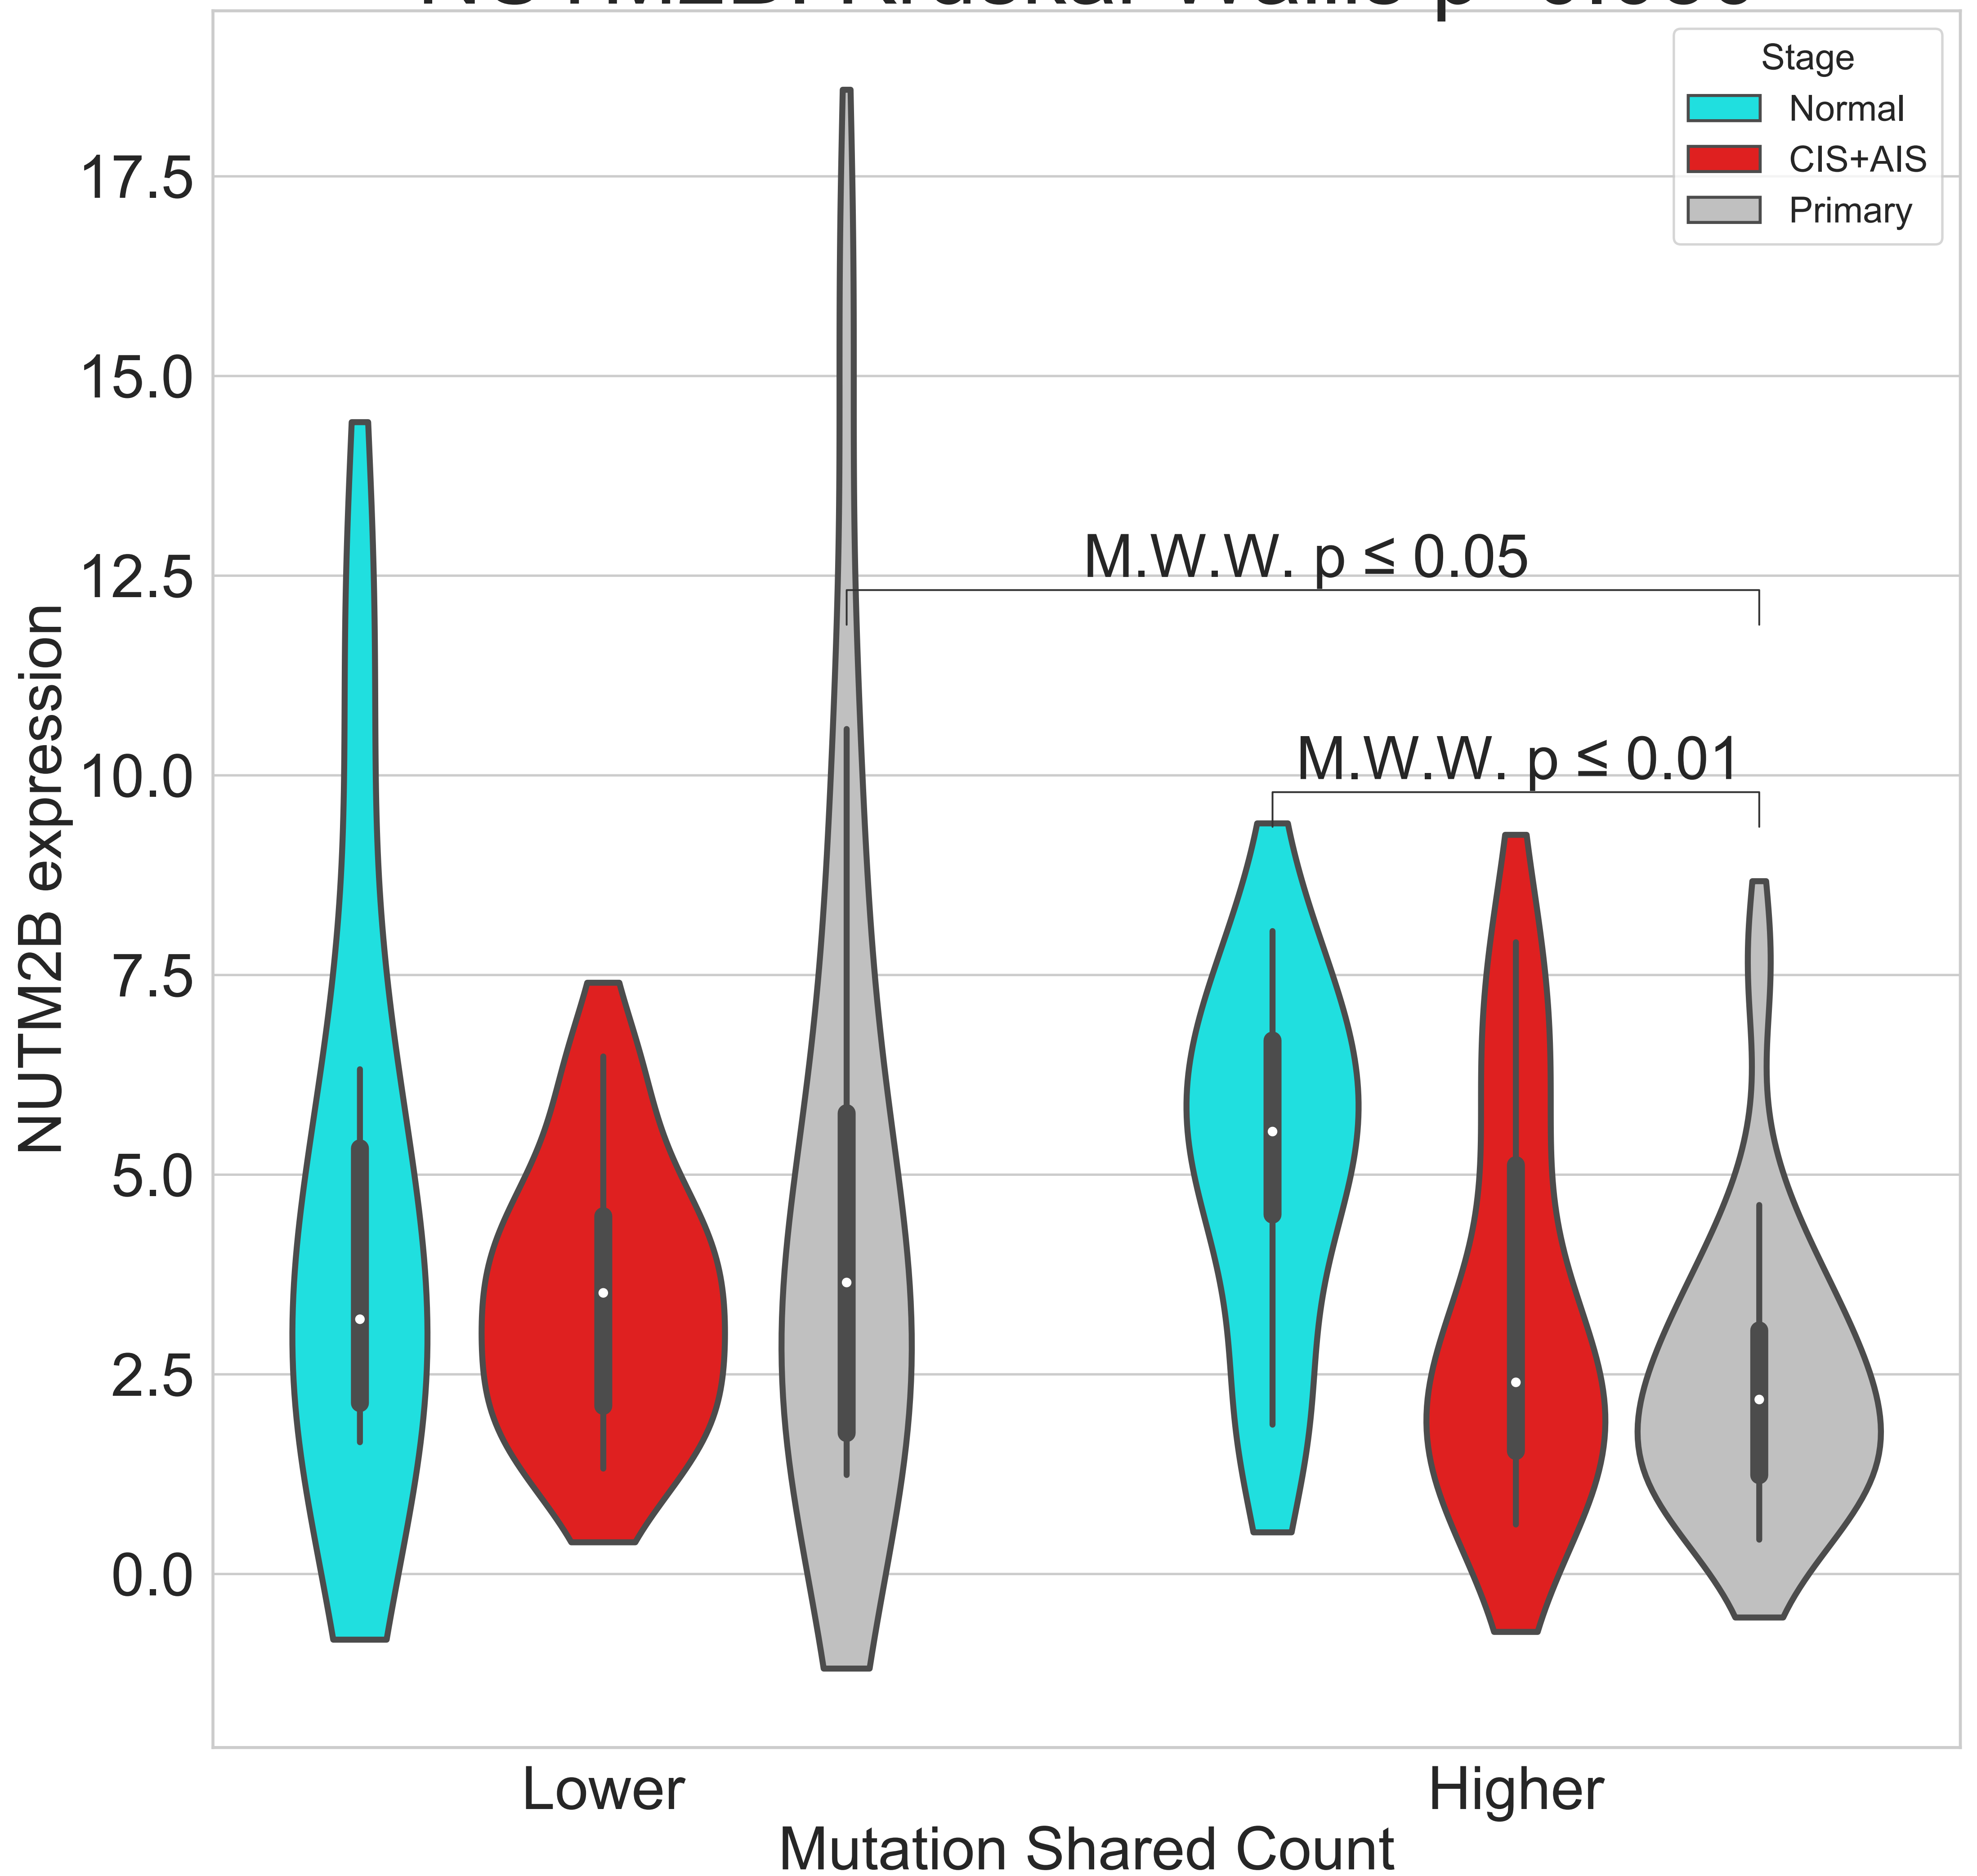 Stage
Normal
CIS+AIS
Primary
17.5
15.0
12.5
10.0
7.5
5.0
2.5
0.0
NUTM2B expression
M.W.W. p ≤ 0.05
M.W.W. p ≤ 0.01
Lower
Higher
Mutation Shared Count